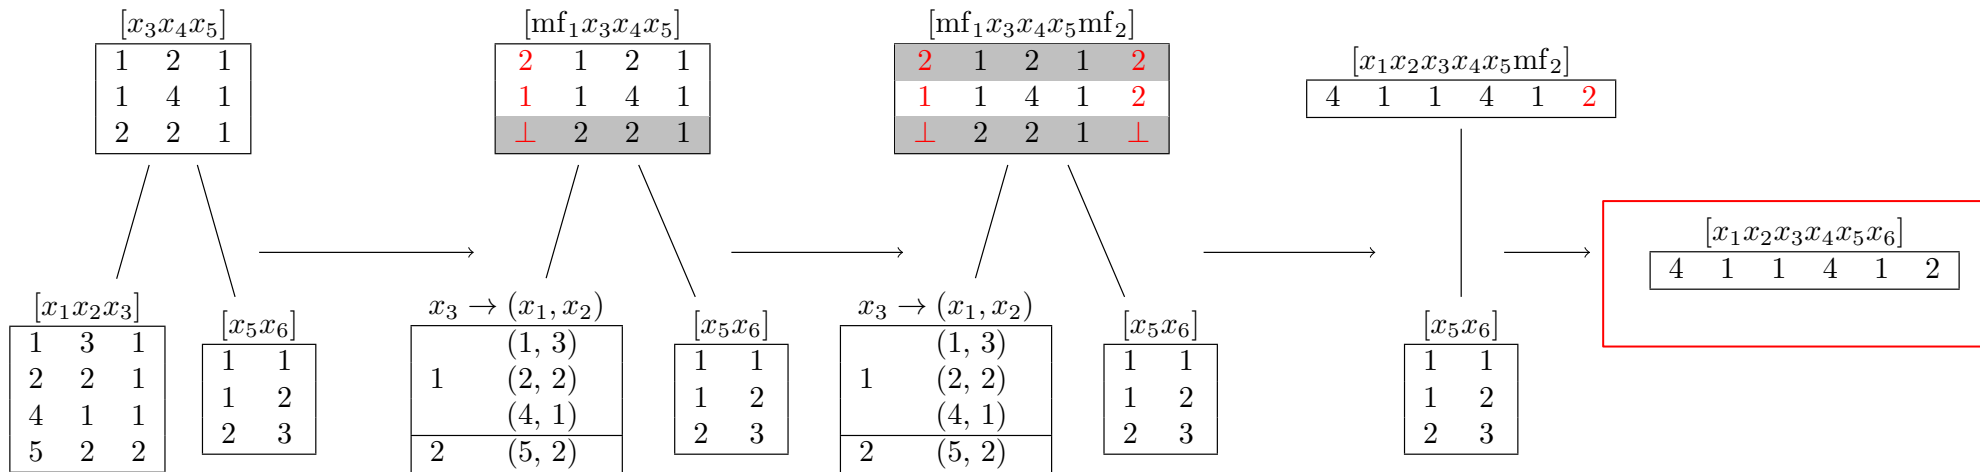 [x₃x₄x₅]
1 2 1
1 4 1
2 2 1
[x₁x₂x₃]
1 3 1
2 2 1
4 1 1
5 2 2
[x₅x₆]
1 1
1 2
2 3
[mf₁x₃x₄x₅]
2 1 2 1
1 1 4 1
⊥ 2 2 1
x₃ → (x₁, x₂)
(1, 3)
1 (2, 2)
(4, 1)
2 (5, 2)
[x₅x₆]
1 1
1 2
2 3
[mf₁x₃x₄x₅mf₂]
2 1 2 1 2
1 1 4 1 2
⊥ 2 2 1 ⊥
x₃ → (x₁, x₂)
(1, 3)
1 (2, 2)
(4, 1)
2 (5, 2)
[x₅x₆]
1 1
1 2
2 3
[x₁x₂x₃x₄x₅mf₂]
4 1 1 4 1 2
[x₅x₆]
1 1
1 2
2 3
[x₁x₂x₃x₄x₅x₆]
4 1 1 4 1 2